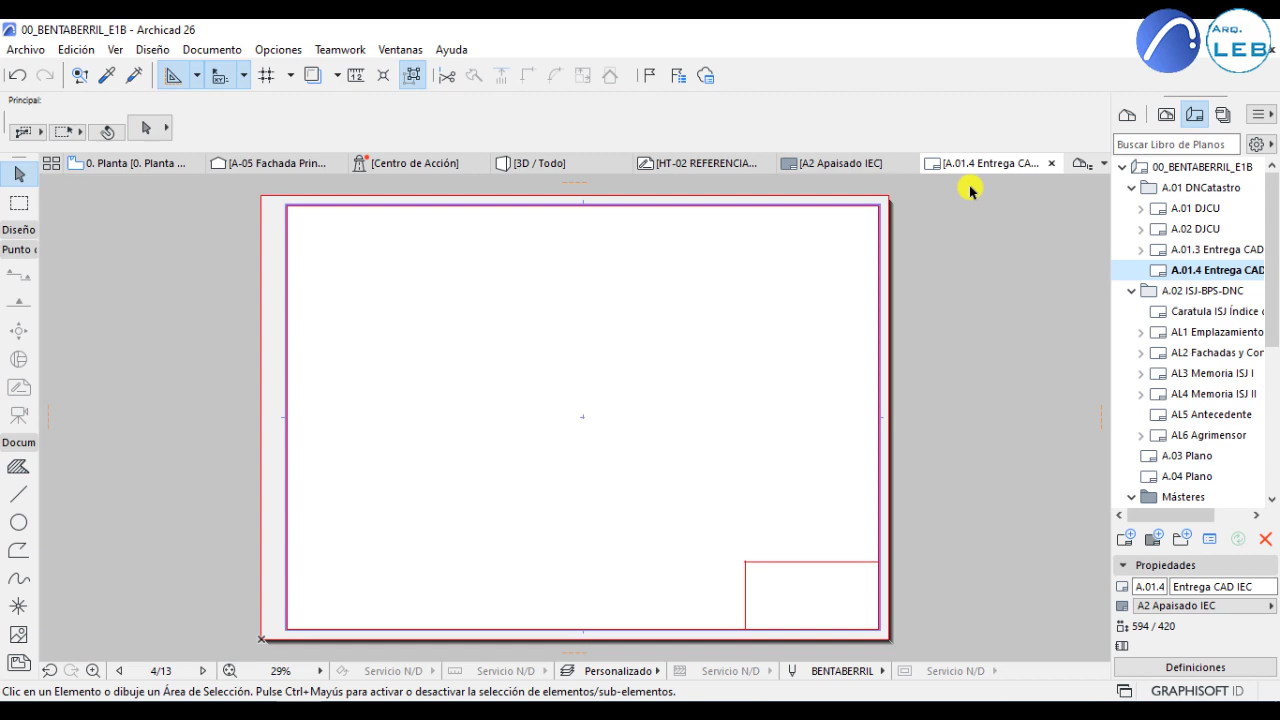 00_BENTABERRIL_E1B - Archicad 26
ARQ.
LEB
Archivo Edición Ver Diseño Documento Opciones Teamwork Ventanas Ayuda
Principal:
0. Planta [0. Planta ... [A-05 Fachada Prin... [Centro de Acción] [3D / Todo] [HT-02 REFERENCIA... [A2 Apaisado IEC] [A.01.4 Entrega CA...
Buscar Libro de Planos
00_BENTABERRIL_E1B
A.01 DNCatastro
A.01 DJCU
A.02 DJCU
A.01.3 Entrega CAD
A.01.4 Entrega CAD
A.02 ISJ-BPS-DNC
Caratula ISJ Índice
AL1 Emplazamiento
AL2 Fachadas y Cor
AL3 Memoria ISJ I
AL4 Memoria ISJ II
AL5 Antecedente
AL6 Agrimensor
A.03 Plano
A.04 Plano
Másteres
Diseño
Punto
Docum
Propiedades
A.01.4 Entrega CAD IEC
A2 Apaisado IEC
594 / 420
Definiciones
4/13 29% Servicio N/D Servicio N/D Personalizado Servicio N/D BENTABERRIL Servicio N/D
Clic en un Elemento o dibuje un Área de Selección. Pulse Ctrl+Mayús para activar o desactivar la selección de elementos/sub-elementos.
GRAPHISOFT ID